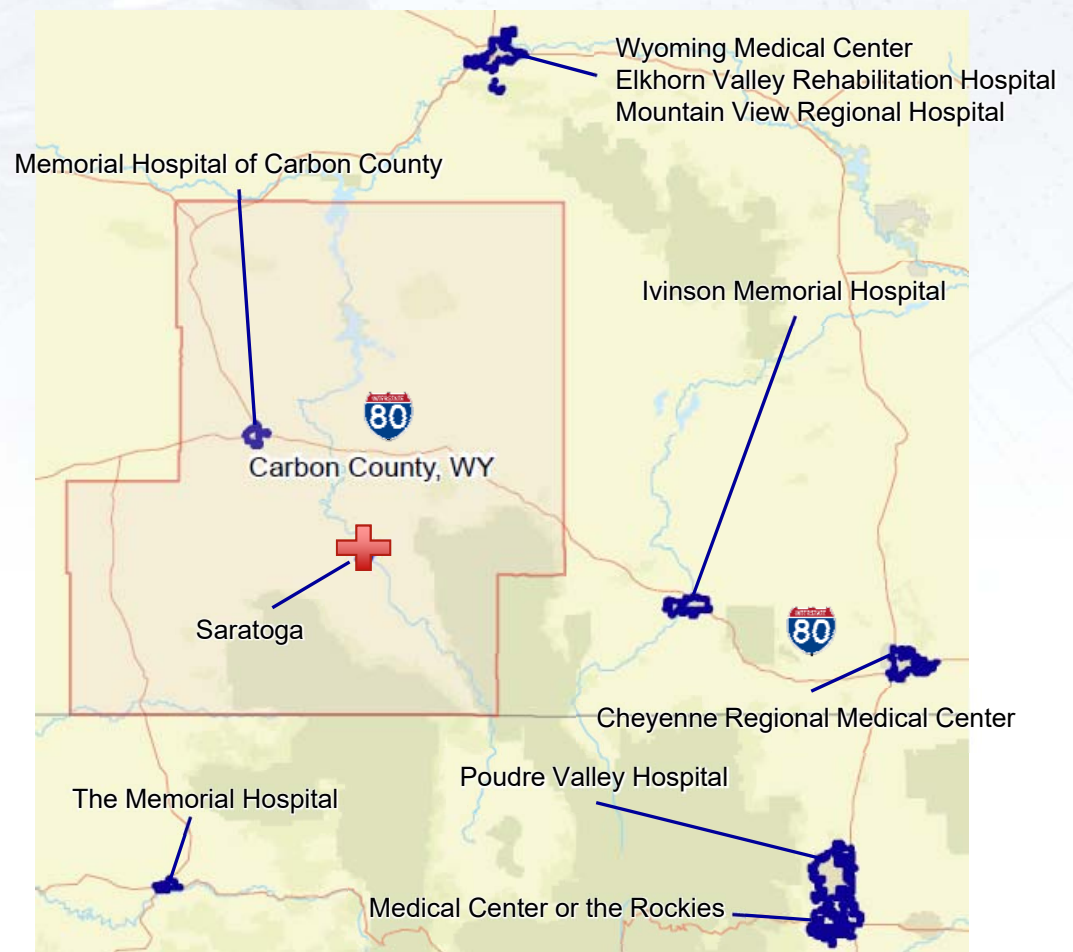 Wyoming Medical Center
Elkhorn Valley Rehabilitation Hospital
Mountain View Regional Hospital
Memorial Hospital of Carbon County
Ivinson Memorial Hospital
INTERSTATE
80
Carbon County, WY
Saratoga
INTERSTATE
80
Cheyenne Regional Medical Center
Poudre Valley Hospital
The Memorial Hospital
Medical Center or the Rockies